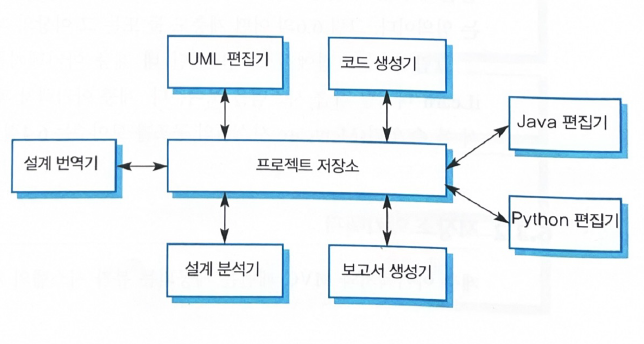 UML 편집기
코드 생성기
Java 편집기
설계 번역기
프로젝트 저장소
Python 편집기
설계 분석기
보고서 생성기